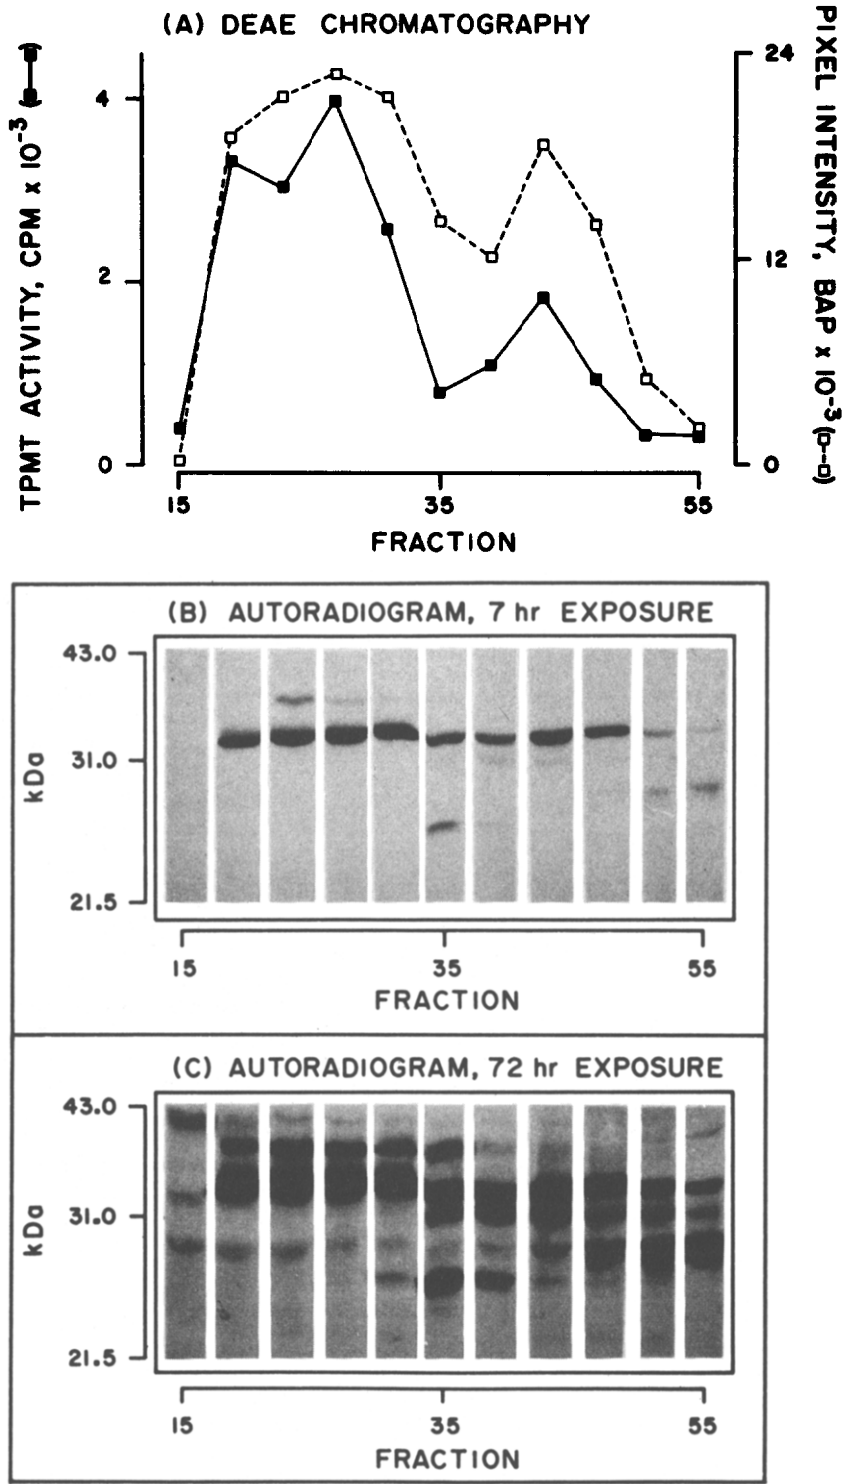 (A) DEAE CHROMATOGRAPHY
TPMT ACTIVITY, CPM x 10⁻³ (■—■)
4
2
0
PIXEL INTENSITY, BAP x 10⁻³ (□--□)
24
12
0
15 35 55
FRACTION
(B) AUTORADIOGRAM, 7 hr EXPOSURE
kDa
43.0
31.0
21.5
15 35 55
FRACTION
(C) AUTORADIOGRAM, 72 hr EXPOSURE
kDa
43.0
31.0
21.5
15 35 55
FRACTION